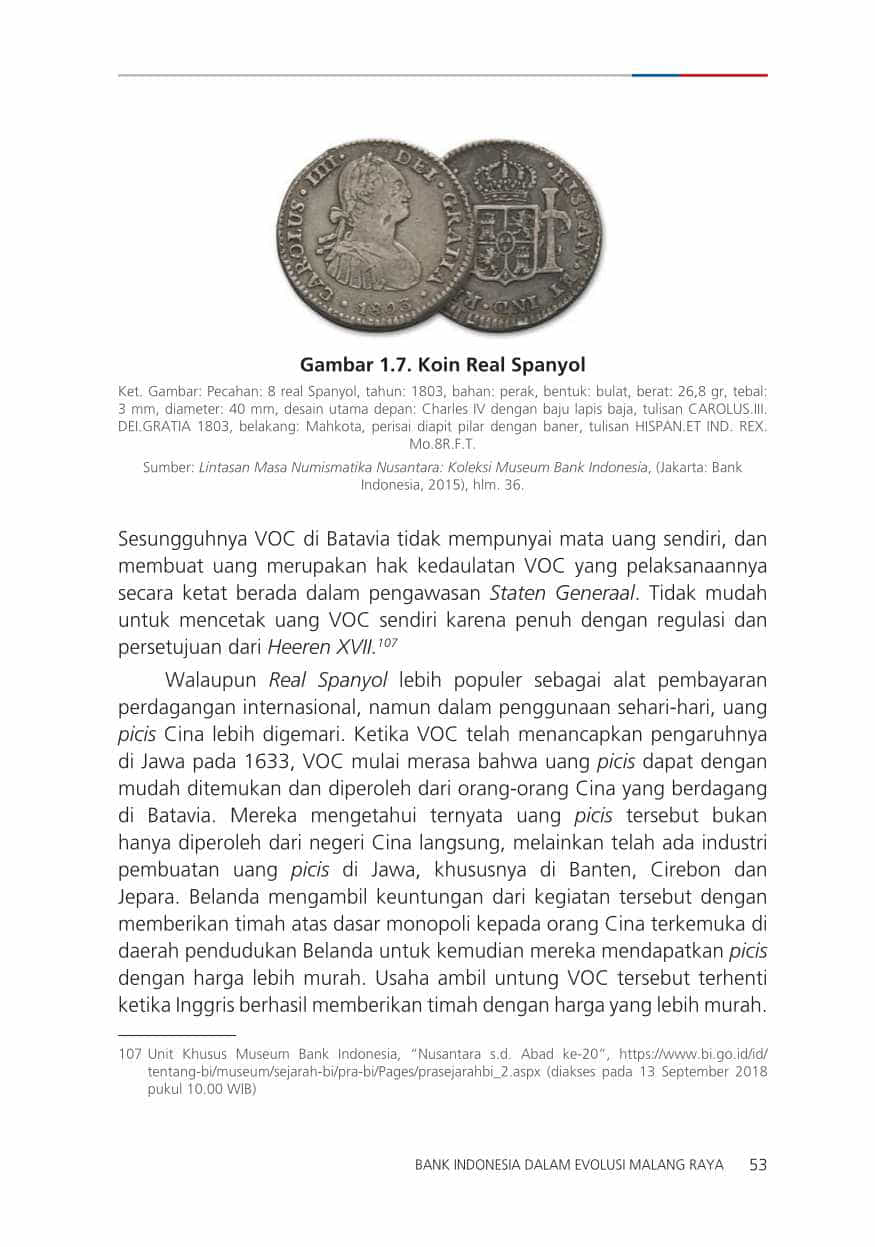 CAROLUS·IIII· DEI·GRATIA·
·1803·
·HISPAN·ET IND·R
Gambar 1.7. Koin Real Spanyol
Ket. Gambar: Pecahan: 8 real Spanyol, tahun: 1803, bahan: perak, bentuk: bulat, berat: 26,8 gr, tebal:
3 mm, diameter: 40 mm, desain utama depan: Charles IV dengan baju lapis baja, tulisan CAROLUS.III.
DEI.GRATIA 1803, belakang: Mahkota, perisai diapit pilar dengan baner, tulisan HISPAN.ET IND. REX.
Mo.8R.F.T.
Sumber: Lintasan Masa Numismatika Nusantara: Koleksi Museum Bank Indonesia, (Jakarta: Bank
Indonesia, 2015), hlm. 36.
Sesungguhnya VOC di Batavia tidak mempunyai mata uang sendiri, dan
membuat uang merupakan hak kedaulatan VOC yang pelaksanaannya
secara ketat berada dalam pengawasan Staten Generaal. Tidak mudah
untuk mencetak uang VOC sendiri karena penuh dengan regulasi dan
persetujuan dari Heeren XVII.107
Walaupun Real Spanyol lebih populer sebagai alat pembayaran
perdagangan internasional, namun dalam penggunaan sehari-hari, uang
picis Cina lebih digemari. Ketika VOC telah menancapkan pengaruhnya
di Jawa pada 1633, VOC mulai merasa bahwa uang picis dapat dengan
mudah ditemukan dan diperoleh dari orang-orang Cina yang berdagang
di Batavia. Mereka mengetahui ternyata uang picis tersebut bukan
hanya diperoleh dari negeri Cina langsung, melainkan telah ada industri
pembuatan uang picis di Jawa, khususnya di Banten, Cirebon dan
Jepara. Belanda mengambil keuntungan dari kegiatan tersebut dengan
memberikan timah atas dasar monopoli kepada orang Cina terkemuka di
daerah pendudukan Belanda untuk kemudian mereka mendapatkan picis
dengan harga lebih murah. Usaha ambil untung VOC tersebut terhenti
ketika Inggris berhasil memberikan timah dengan harga yang lebih murah.
107 Unit Khusus Museum Bank Indonesia, “Nusantara s.d. Abad ke-20”, https://www.bi.go.id/id/
tentang-bi/museum/sejarah-bi/pra-bi/Pages/prasejarahbi_2.aspx (diakses pada 13 September 2018
pukul 10.00 WIB)
BANK INDONESIA DALAM EVOLUSI MALANG RAYA 53